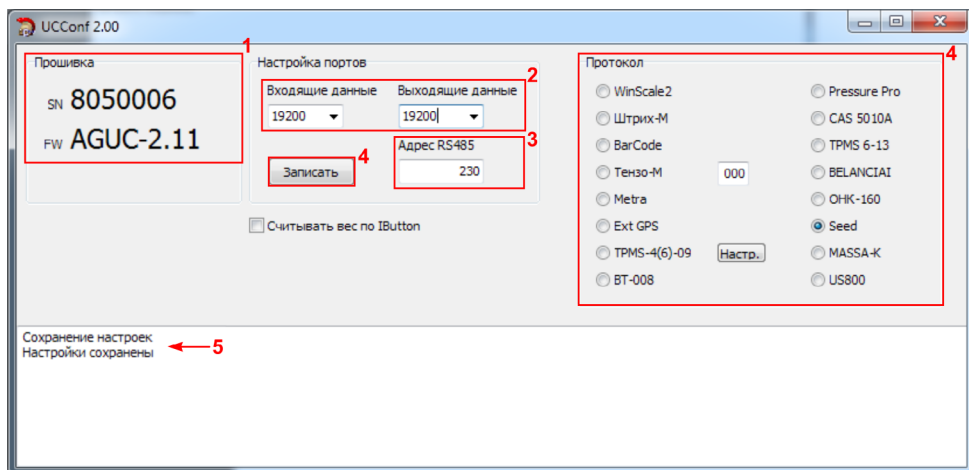 UCConf 2.00
1
Прошивка
SN 8050006
FW AGUC-2.11
Настройка портов
2
Входящие данные Выходящие данные
19200 19200
3
Адрес RS485
230
4
Записать
Считывать вес по IButton
4
Протокол
WinScale2 Pressure Pro
Штрих-М CAS 5010A
BarCode TPMS 6-13
Тензо-М 000 BELANCIAI
Metra ОНК-160
Ext GPS Seed
TPMS-4(6)-09 Настр. MASSA-K
BT-008 US800
Сохранение настроек
Настройки сохранены
5